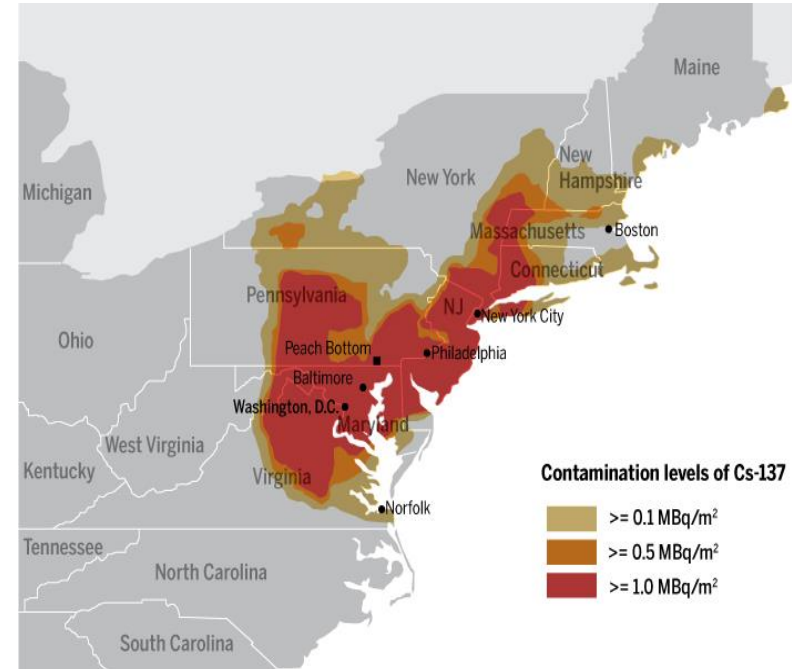 Maine
New
Hampshire
New York
Michigan
Massachusetts
Boston
Connecticut
Pennsylvania
NJ
New York City
Ohio
Peach Bottom
Philadelphia
Baltimore
Washington, D.C.
Maryland
West Virginia
Kentucky
Virginia
Norfolk
Tennessee
North Carolina
South Carolina
Contamination levels of Cs-137
>= 0.1 MBq/m²
>= 0.5 MBq/m²
>= 1.0 MBq/m²